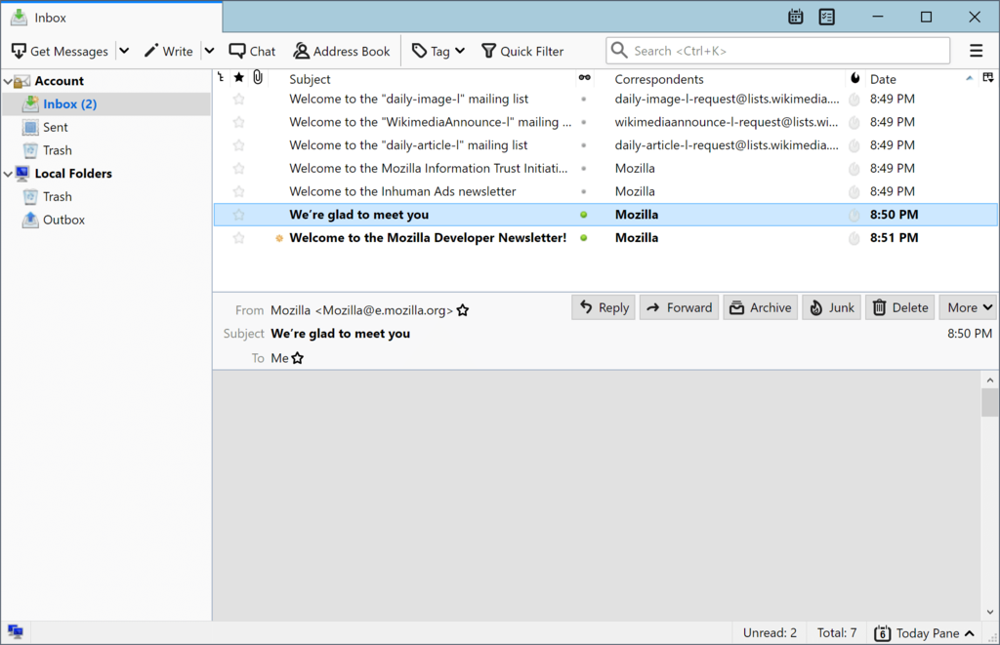 Inbox
Get Messages Write Chat Address Book Tag Quick Filter Search <Ctrl+K>
Account
Inbox (2)
Sent
Trash
Local Folders
Trash
Outbox
Subject Correspondents Date
Welcome to the "daily-image-l" mailing list daily-image-l-request@lists.wikimedia.... 8:49 PM
Welcome to the "WikimediaAnnounce-l" mailing ... wikimediaannounce-l-request@lists.wi... 8:49 PM
Welcome to the "daily-article-l" mailing list daily-article-l-request@lists.wikimedia.... 8:49 PM
Welcome to the Mozilla Information Trust Initiati... Mozilla 8:49 PM
Welcome to the Inhuman Ads newsletter Mozilla 8:49 PM
We’re glad to meet you Mozilla 8:50 PM
Welcome to the Mozilla Developer Newsletter! Mozilla 8:51 PM
From Mozilla <Mozilla@e.mozilla.org> Reply Forward Archive Junk Delete More
Subject We’re glad to meet you 8:50 PM
To Me
Unread: 2 Total: 7 6 Today Pane